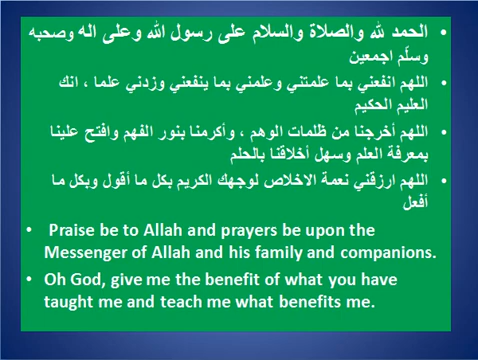 • الحمد لله والصلاة والسلام على رسول الله وعلى اله وصحبه
وسلّم اجمعين
• اللهم انفعني بما علمتني وعلمني بما ينفعني وزدني علما ، انك
العليم الحكيم
• اللهم أخرجنا من ظلمات الوهم ، وأكرمنا بنور الفهم وافتح علينا
بمعرفة العلم وسهل أخلاقنا بالحلم
• اللهم ارزقني نعمة الاخلاص لوجهك الكريم بكل ما أقول وبكل ما
أفعل
• Praise be to Allah and prayers be upon the
Messenger of Allah and his family and companions.
• Oh God, give me the benefit of what you have
taught me and teach me what benefits me.